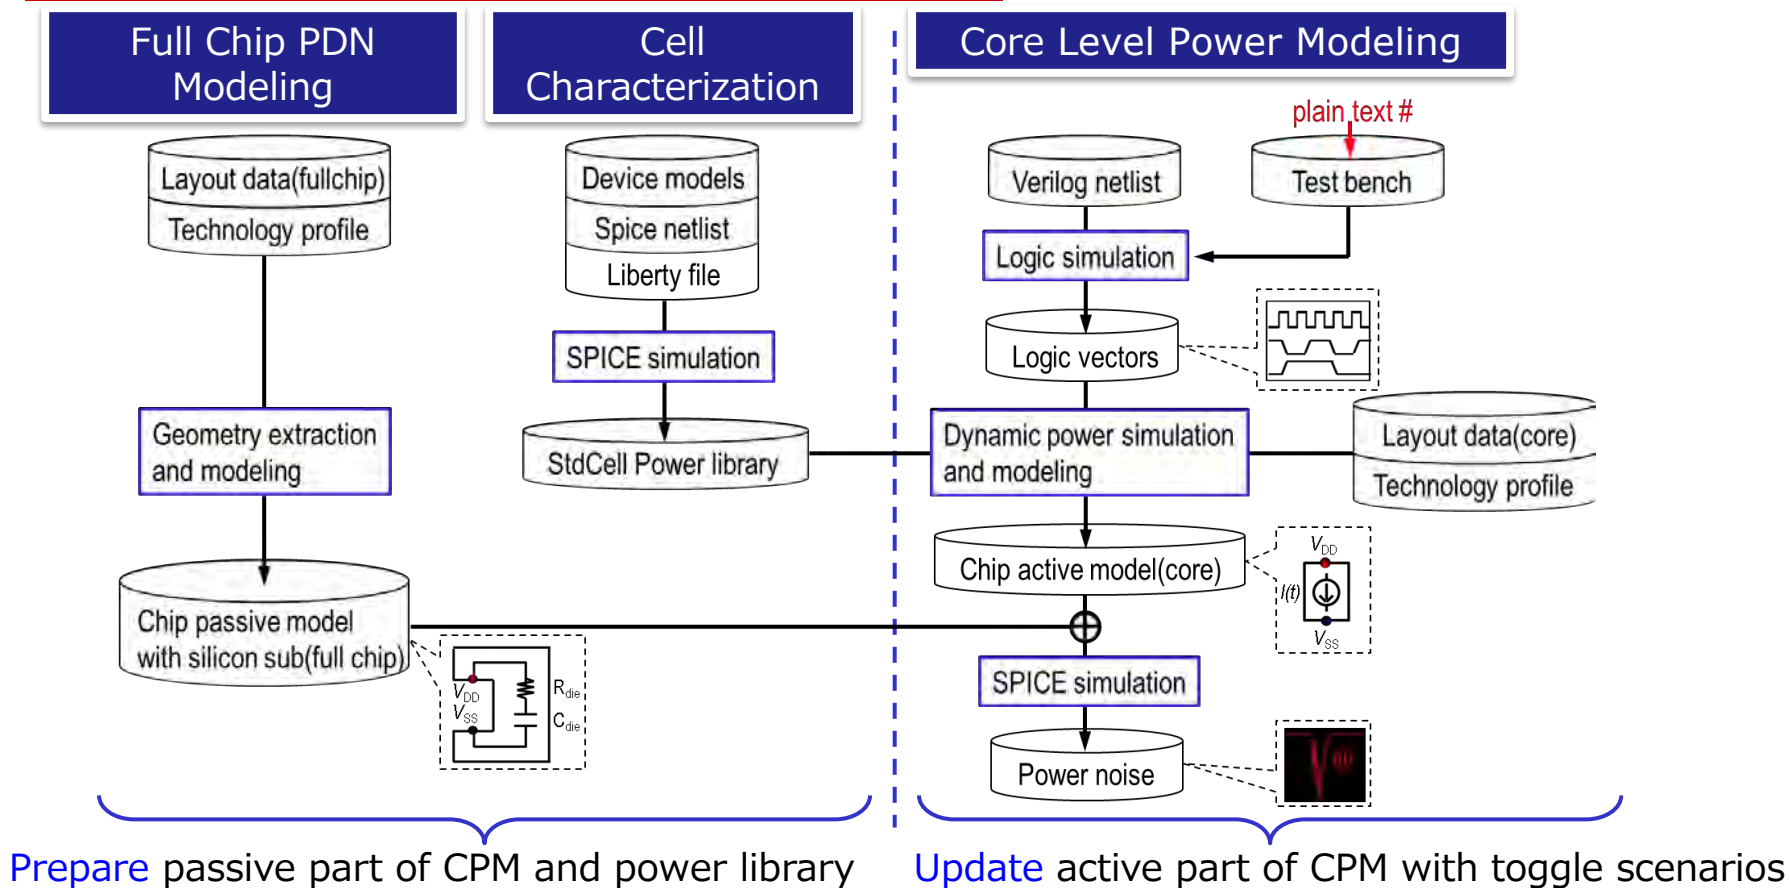 Full Chip PDN
Modeling
Cell
Characterization
Core Level Power Modeling
plain text #
Layout data(fullchip)
Technology profile
Device models
Spice netlist
Liberty file
Verilog netlist
Test bench
Logic simulation
SPICE simulation
Logic vectors
Geometry extraction
and modeling
StdCell Power library
Dynamic power simulation
and modeling
Layout data(core)
Technology profile
Chip active model(core)
VDD
I(t)
VSS
Chip passive model
with silicon sub(full chip)
VDD
VSS
Rdie
Cdie
SPICE simulation
Power noise
Prepare passive part of CPM and power library
Update active part of CPM with toggle scenarios